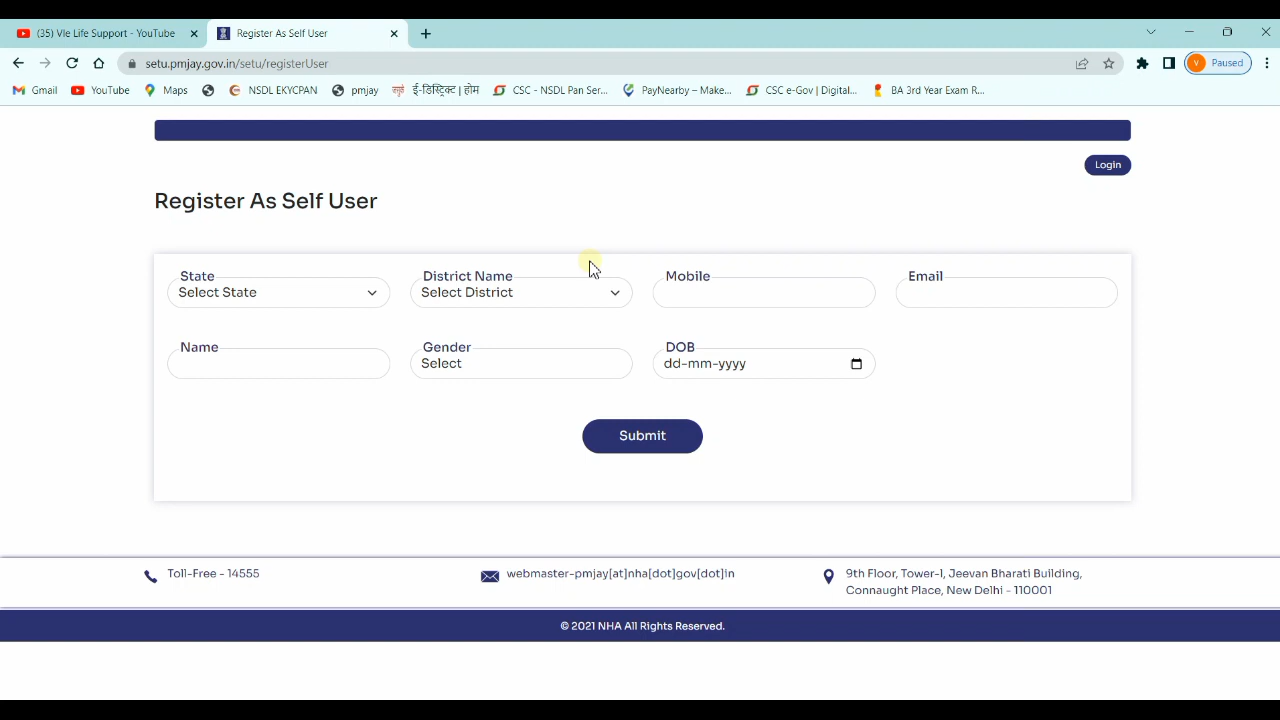 (35) Vle Life Support - YouTube
Register As Self User
setu.pmjay.gov.in/setu/registerUser
V Paused
Gmail
YouTube
Maps
NSDL EKYCPAN
pmjay
ई-डिस्ट्रिक्ट | होम
CSC - NSDL Pan Ser...
PayNearby – Make...
CSC e-Gov | Digital...
BA 3rd Year Exam R...
Login
Register As Self User
State
District Name
Mobile
Email
Select State
Select District
Name
Gender
DOB
Select
dd-mm-yyyy
Submit
Toll-Free - 14555
webmaster-pmjay[at]nha[dot]gov[dot]in
9th Floor, Tower-1, Jeevan Bharati Building,
Connaught Place, New Delhi - 110001
© 2021 NHA All Rights Reserved.